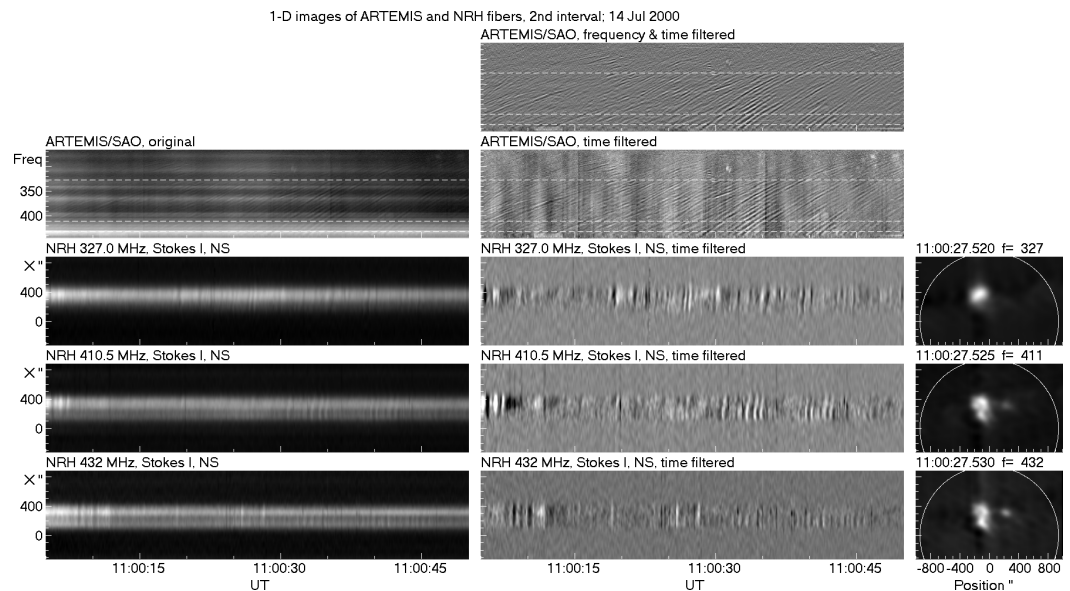 1-D images of ARTEMIS and NRH fibers, 2nd interval; 14 Jul 2000
ARTEMIS/SAO, frequency & time filtered
ARTEMIS/SAO, original
ARTEMIS/SAO, time filtered
Freq
350
400
NRH 327.0 MHz, Stokes I, NS
NRH 327.0 MHz, Stokes I, NS, time filtered
11:00:27.520 f= 327
X"
400
0
NRH 410.5 MHz, Stokes I, NS
NRH 410.5 MHz, Stokes I, NS, time filtered
11:00:27.525 f= 411
X"
400
0
NRH 432 MHz, Stokes I, NS
NRH 432 MHz, Stokes I, NS, time filtered
11:00:27.530 f= 432
X"
400
0
11:00:15 11:00:30 11:00:45
11:00:15 11:00:30 11:00:45
-800 -400 0 400 800
UT
UT
Position "